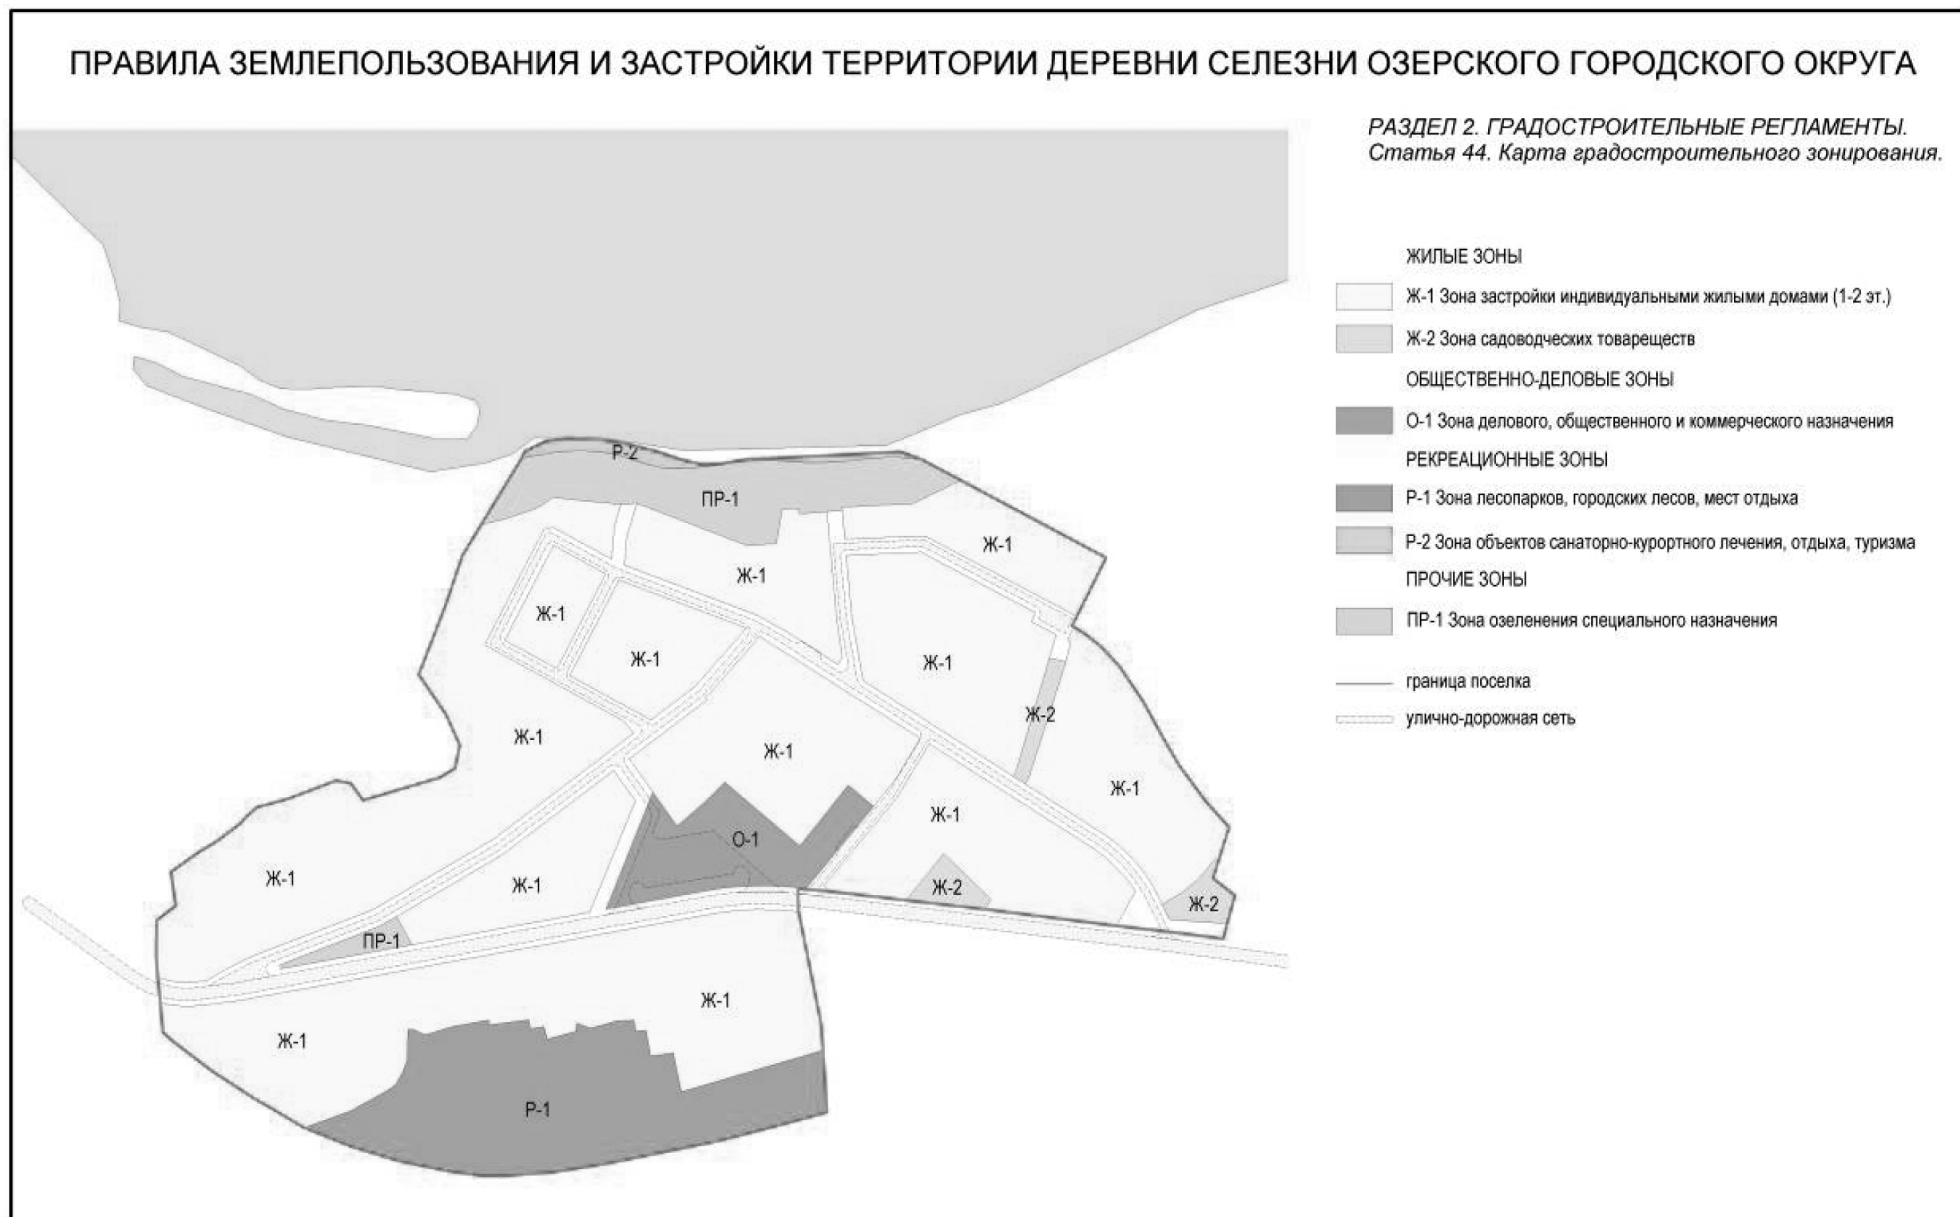 ПРАВИЛА ЗЕМЛЕПОЛЬЗОВАНИЯ И ЗАСТРОЙКИ ТЕРРИТОРИИ ДЕРЕВНИ СЕЛЕЗНИ ОЗЕРСКОГО ГОРОДСКОГО ОКРУГА
РАЗДЕЛ 2. ГРАДОСТРОИТЕЛЬНЫЕ РЕГЛАМЕНТЫ.
Статья 44. Карта градостроительного зонирования.
ЖИЛЫЕ ЗОНЫ
Ж-1 Зона застройки индивидуальными жилыми домами (1-2 эт.)
Ж-2 Зона садоводческих товареществ
ОБЩЕСТВЕННО-ДЕЛОВЫЕ ЗОНЫ
О-1 Зона делового, общественного и коммерческого назначения
РЕКРЕАЦИОННЫЕ ЗОНЫ
Р-1 Зона лесопарков, городских лесов, мест отдыха
Р-2 Зона объектов санаторно-курортного лечения, отдыха, туризма
ПРОЧИЕ ЗОНЫ
ПР-1 Зона озеленения специального назначения
граница поселка
улично-дорожная сеть
Р-2
ПР-1
Ж-1
Ж-1
Ж-1
Ж-1
Ж-1
Ж-2
Ж-1
Ж-1
Ж-1
Ж-1
О-1
Ж-1
Ж-1
Ж-2
Ж-2
ПР-1
Ж-1
Ж-1
Р-1